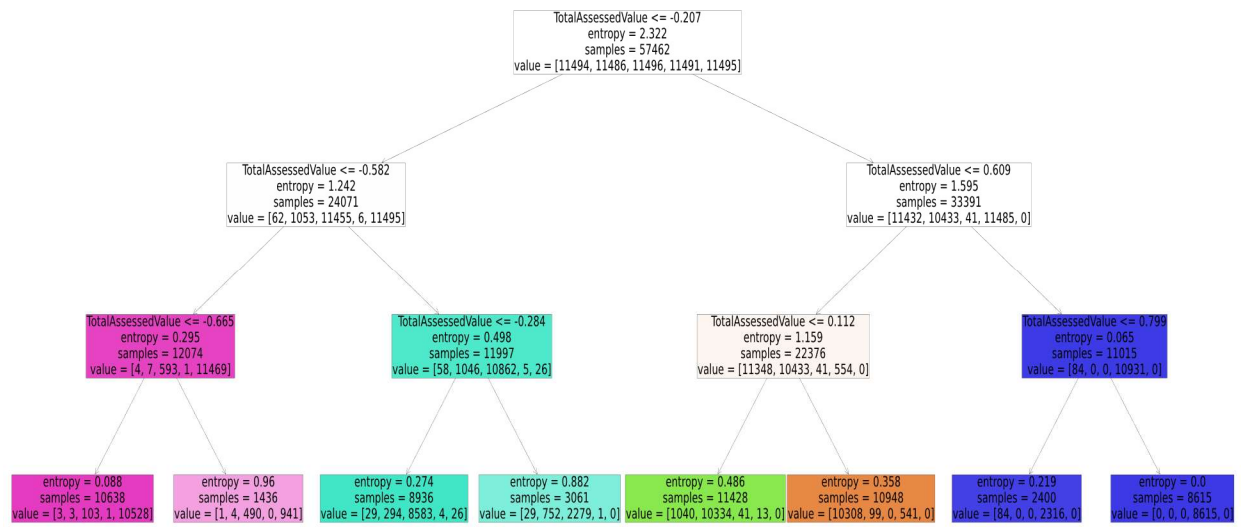 TotalAssessedValue <= -0.207
entropy = 2.322
samples = 57462
value = [11494, 11486, 11496, 11491, 11495]
TotalAssessedValue <= -0.582
entropy = 1.242
samples = 24071
value = [62, 1053, 11455, 6, 11495]
TotalAssessedValue <= 0.609
entropy = 1.595
samples = 33391
value = [11432, 10433, 41, 11485, 0]
TotalAssessedValue <= -0.665
entropy = 0.295
samples = 12074
value = [4, 7, 593, 1, 11469]
TotalAssessedValue <= -0.284
entropy = 0.498
samples = 11997
value = [58, 1046, 10862, 5, 26]
TotalAssessedValue <= 0.112
entropy = 1.159
samples = 22376
value = [11348, 10433, 41, 554, 0]
TotalAssessedValue <= 0.799
entropy = 0.065
samples = 11015
value = [84, 0, 0, 10931, 0]
entropy = 0.088
samples = 10638
value = [3, 3, 103, 1, 10528]
entropy = 0.96
samples = 1436
value = [1, 4, 490, 0, 941]
entropy = 0.274
samples = 8936
value = [29, 294, 8583, 4, 26]
entropy = 0.882
samples = 3061
value = [29, 752, 2279, 1, 0]
entropy = 0.486
samples = 11428
value = [1040, 10334, 41, 13, 0]
entropy = 0.358
samples = 10948
value = [10308, 99, 0, 541, 0]
entropy = 0.219
samples = 2400
value = [84, 0, 0, 2316, 0]
entropy = 0.0
samples = 8615
value = [0, 0, 0, 8615, 0]